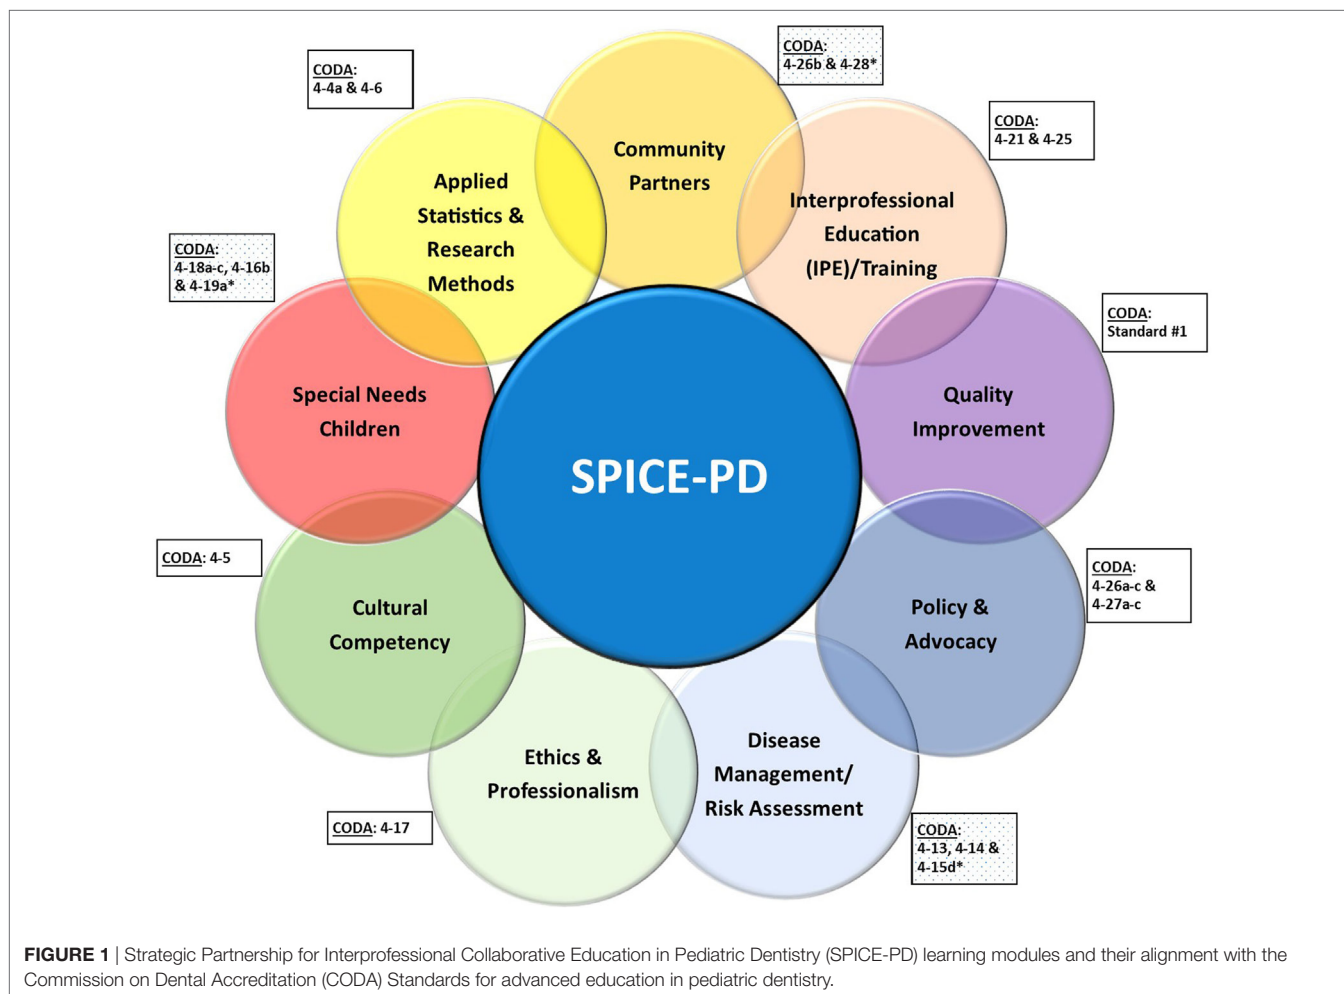 CODA:
4-26b & 4-28*
CODA:
4-4a & 4-6
CODA:
4-21 & 4-25
Community
Partners
Applied
Statistics &
Research
Methods
Interprofessional
Education
(IPE)/Training
CODA:
4-18a-c, 4-16b
& 4-19a*
CODA:
Standard #1
Special Needs
Children
Quality
Improvement
SPICE-PD
CODA: 4-5
CODA:
4-26a-c &
4-27a-c
Cultural
Competency
Policy &
Advocacy
Ethics &
Professionalism
Disease
Management/
Risk Assessment
CODA: 4-17
CODA:
4-13, 4-14 &
4-15d*
FIGURE 1 | Strategic Partnership for Interprofessional Collaborative Education in Pediatric Dentistry (SPICE-PD) learning modules and their alignment with the
Commission on Dental Accreditation (CODA) Standards for advanced education in pediatric dentistry.